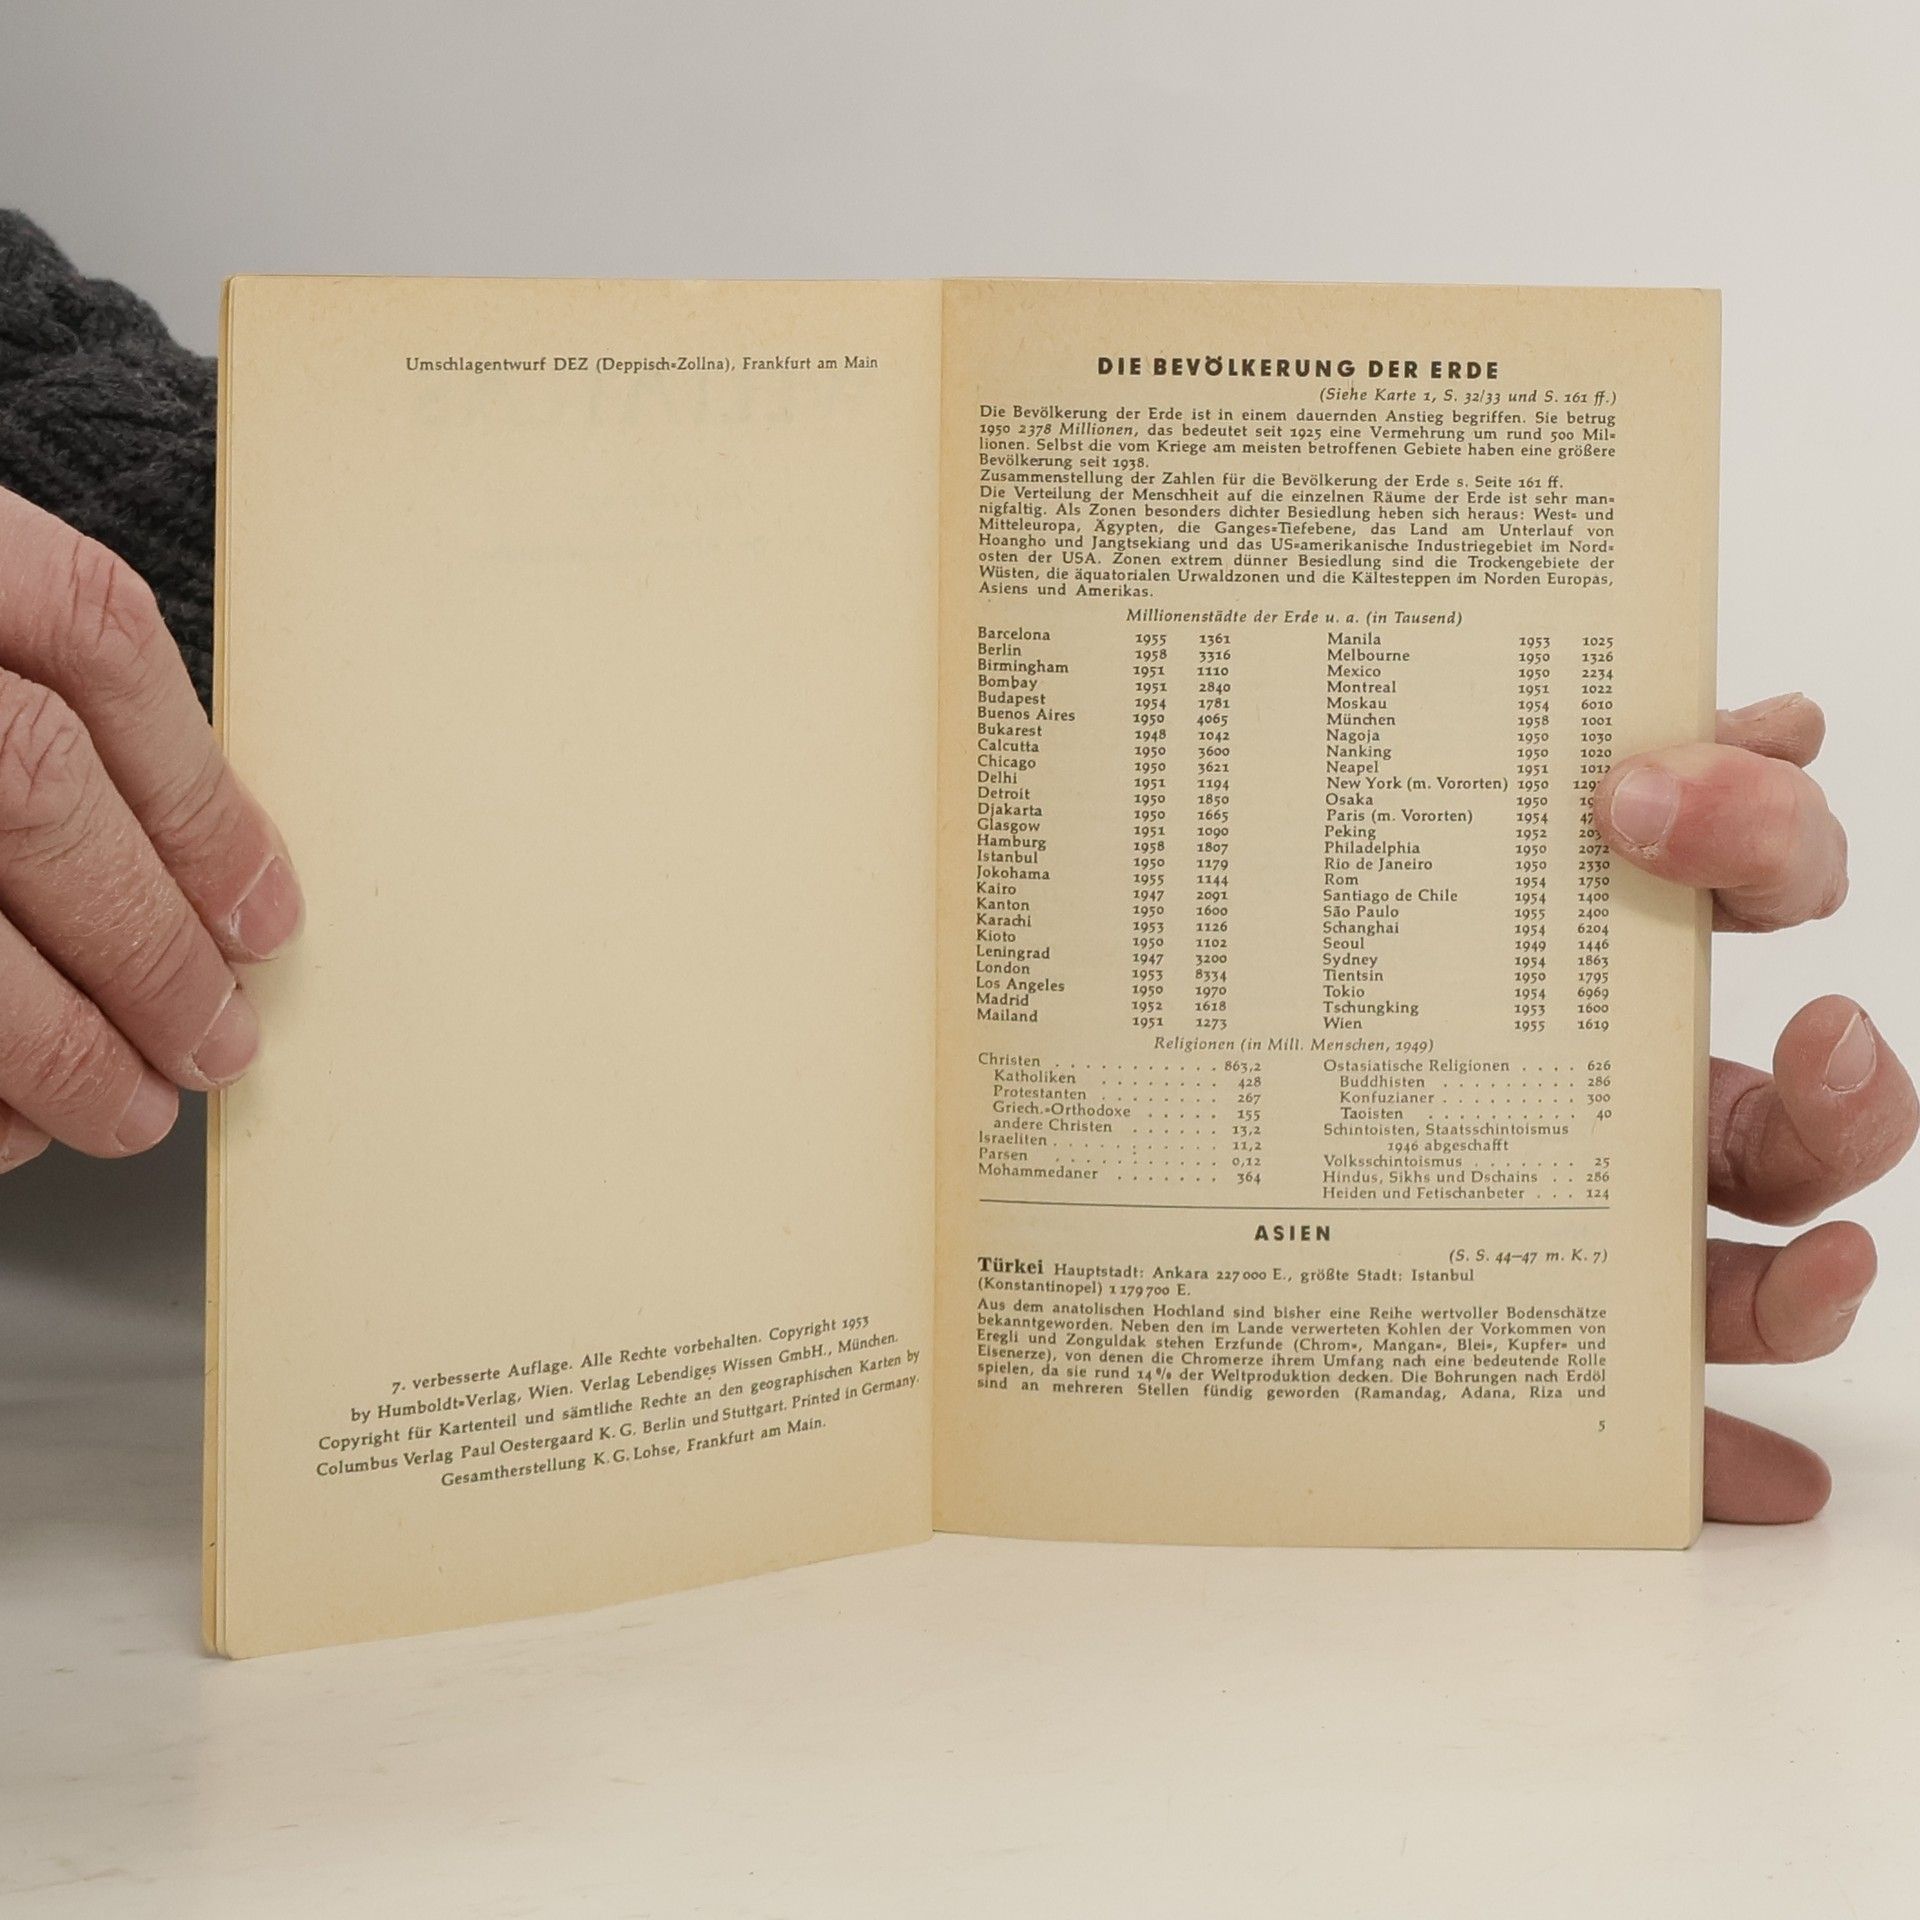 Umschlagentwurf DEZ (Deppisch-Zollna), Frankfurt am Main
7. verbesserte Auflage. Alle Rechte vorbehalten. Copyright 1953
by Humboldt-Verlag, Wien. Verlag Lebendiges Wissen GmbH., München.
Copyright für Kartenteil und sämtliche Rechte an den geographischen Karten by
Columbus Verlag Paul Oestergaard K. G. Berlin und Stuttgart. Printed in Germany.
Gesamtherstellung K. G. Lohse, Frankfurt am Main.
DIE BEVÖLKERUNG DER ERDE
(Siehe Karte 1, S. 32/33 und S. 161 ff.)
Die Bevölkerung der Erde ist in einem dauernden Anstieg begriffen. Sie betrug
1950 2378 Millionen, das bedeutet seit 1925 eine Vermehrung um rund 500 Mil-
lionen. Selbst die vom Kriege am meisten betroffenen Gebiete haben eine größere
Bevölkerung seit 1938.
Zusammenstellung der Zahlen für die Bevölkerung der Erde s. Seite 161 ff.
Die Verteilung der Menschheit auf die einzelnen Räume der Erde ist sehr man-
nigfaltig. Als Zonen besonders dichter Besiedlung heben sich heraus: West- und
Mitteleuropa, Ägypten, die Ganges-Tiefebene, das Land am Unterlauf von
Hoangho und Jangtsekiang und das US-amerikanische Industriegebiet im Nord-
osten der USA. Zonen extrem dünner Besiedlung sind die Trockengebiete der
Wüsten, die äquatorialen Urwaldzonen und die Kältesteppen im Norden Europas,
Asiens und Amerikas.
Millionenstädte der Erde u. a. (in Tausend)
Barcelona 1955 1361
Berlin 1958 3316
Birmingham 1951 1110
Bombay 1951 2840
Budapest 1954 1781
Buenos Aires 1950 4065
Bukarest 1948 1042
Calcutta 1950 3600
Chicago 1950 3621
Delhi 1951 1194
Detroit 1950 1850
Djakarta 1950 1665
Glasgow 1951 1090
Hamburg 1958 1807
Istanbul 1950 1179
Jokohama 1955 1144
Kairo 1947 2091
Kanton 1950 1600
Karachi 1953 1126
Kioto 1950 1102
Leningrad 1947 3200
London 1953 8334
Los Angeles 1950 1970
Madrid 1952 1618
Mailand 1951 1273
Manila 1953 1025
Melbourne 1950 1326
Mexico 1950 2234
Montreal 1951 1022
Moskau 1954 6010
München 1958 1001
Nagoja 1950 1030
Nanking 1950 1020
Neapel 1951 1012
New York (m. Vororten) 1950
Osaka 1950
Paris (m. Vororten) 1954
Peking 1952
Philadelphia 1950 2072
Rio de Janeiro 1950 2330
Rom 1954 1750
Santiago de Chile 1954 1400
São Paulo 1955 2400
Schanghai 1954 6204
Seoul 1949 1446
Sydney 1954 1863
Tientsin 1950 1795
Tokio 1954 6969
Tschungking 1953 1600
Wien 1955 1619
Religionen (in Mill. Menschen, 1949)
Christen . . . . . . . . . . . 863,2
Katholiken . . . . . . . . 428
Protestanten . . . . . . . . 267
Griech.-Orthodoxe . . . . . 155
andere Christen . . . . . . 13,2
Israeliten . . . . . . . . . . . 11,2
Parsen . . . . . . . . . . . 0,12
Mohammedaner . . . . . . . 364
Ostasiatische Religionen . . . . 626
Buddhisten . . . . . . . . . 286
Konfuzianer . . . . . . . . . 300
Taoisten . . . . . . . . . . 40
Schintoisten, Staatsschintoismus
1946 abgeschafft
Volksschintoismus . . . . . . . 25
Hindus, Sikhs und Dschains . . 286
Heiden und Fetischanbeter . . . 124
ASIEN
(S. S. 44–47 m. K. 7)
Türkei Hauptstadt: Ankara 227000 E., größte Stadt: Istanbul
(Konstantinopel) 1179700 E.
Aus dem anatolischen Hochland sind bisher eine Reihe wertvoller Bodenschätze
bekanntgeworden. Neben den im Lande verwerteten Kohlen der Vorkommen von
Eregli und Zonguldak stehen Erzfunde (Chrom-, Mangan-, Blei-, Kupfer- und
Eisenerze), von denen die Chromerze ihrem Umfang nach eine bedeutende Rolle
spielen, da sie rund 14% der Weltproduktion decken. Die Bohrungen nach Erdöl
sind an mehreren Stellen fündig geworden (Ramandag, Adana, Riza und
5